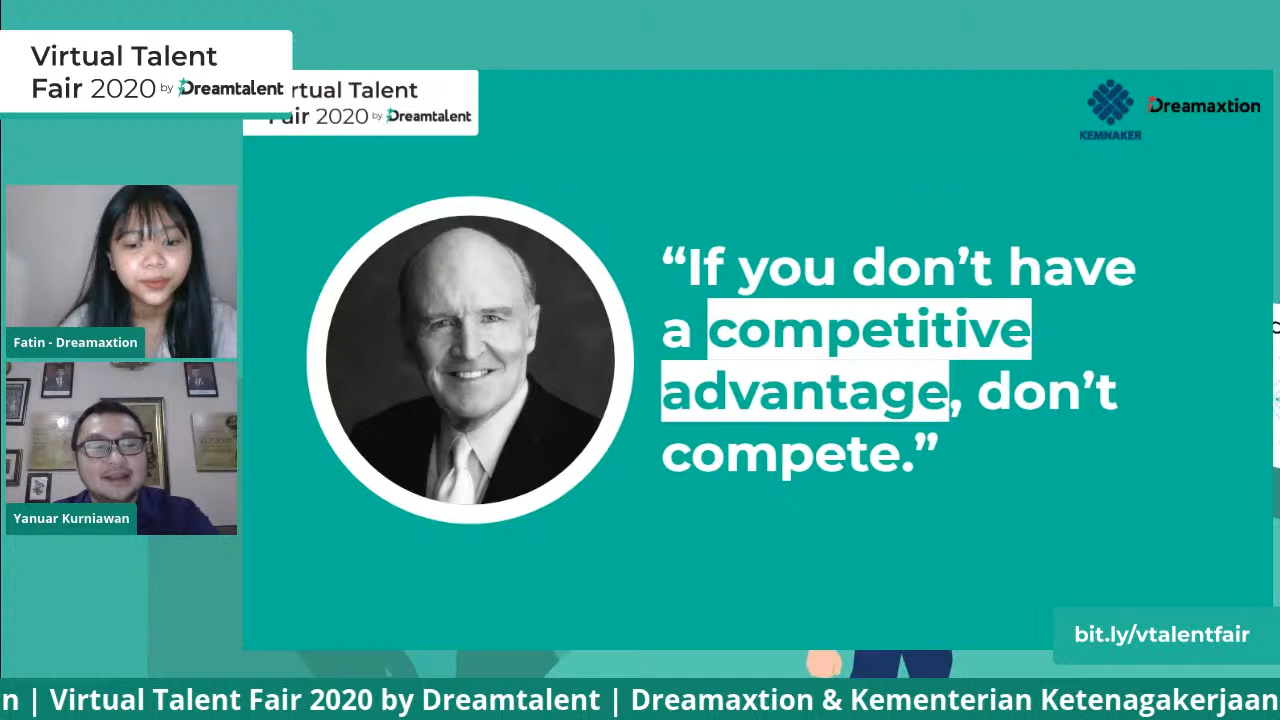 Virtual Talent
Fair 2020 by Dreamtalent
rtual Talent
Fair 2020 by Dreamtalent
KEMNAKER
Dreamaxtion
Fatin - Dreamaxtion
Yanuar Kurniawan
“If you don’t have
a competitive
advantage, don’t
compete.”
bit.ly/vtalentfair
n | Virtual Talent Fair 2020 by Dreamtalent | Dreamaxtion & Kementerian Ketenagakerjaan